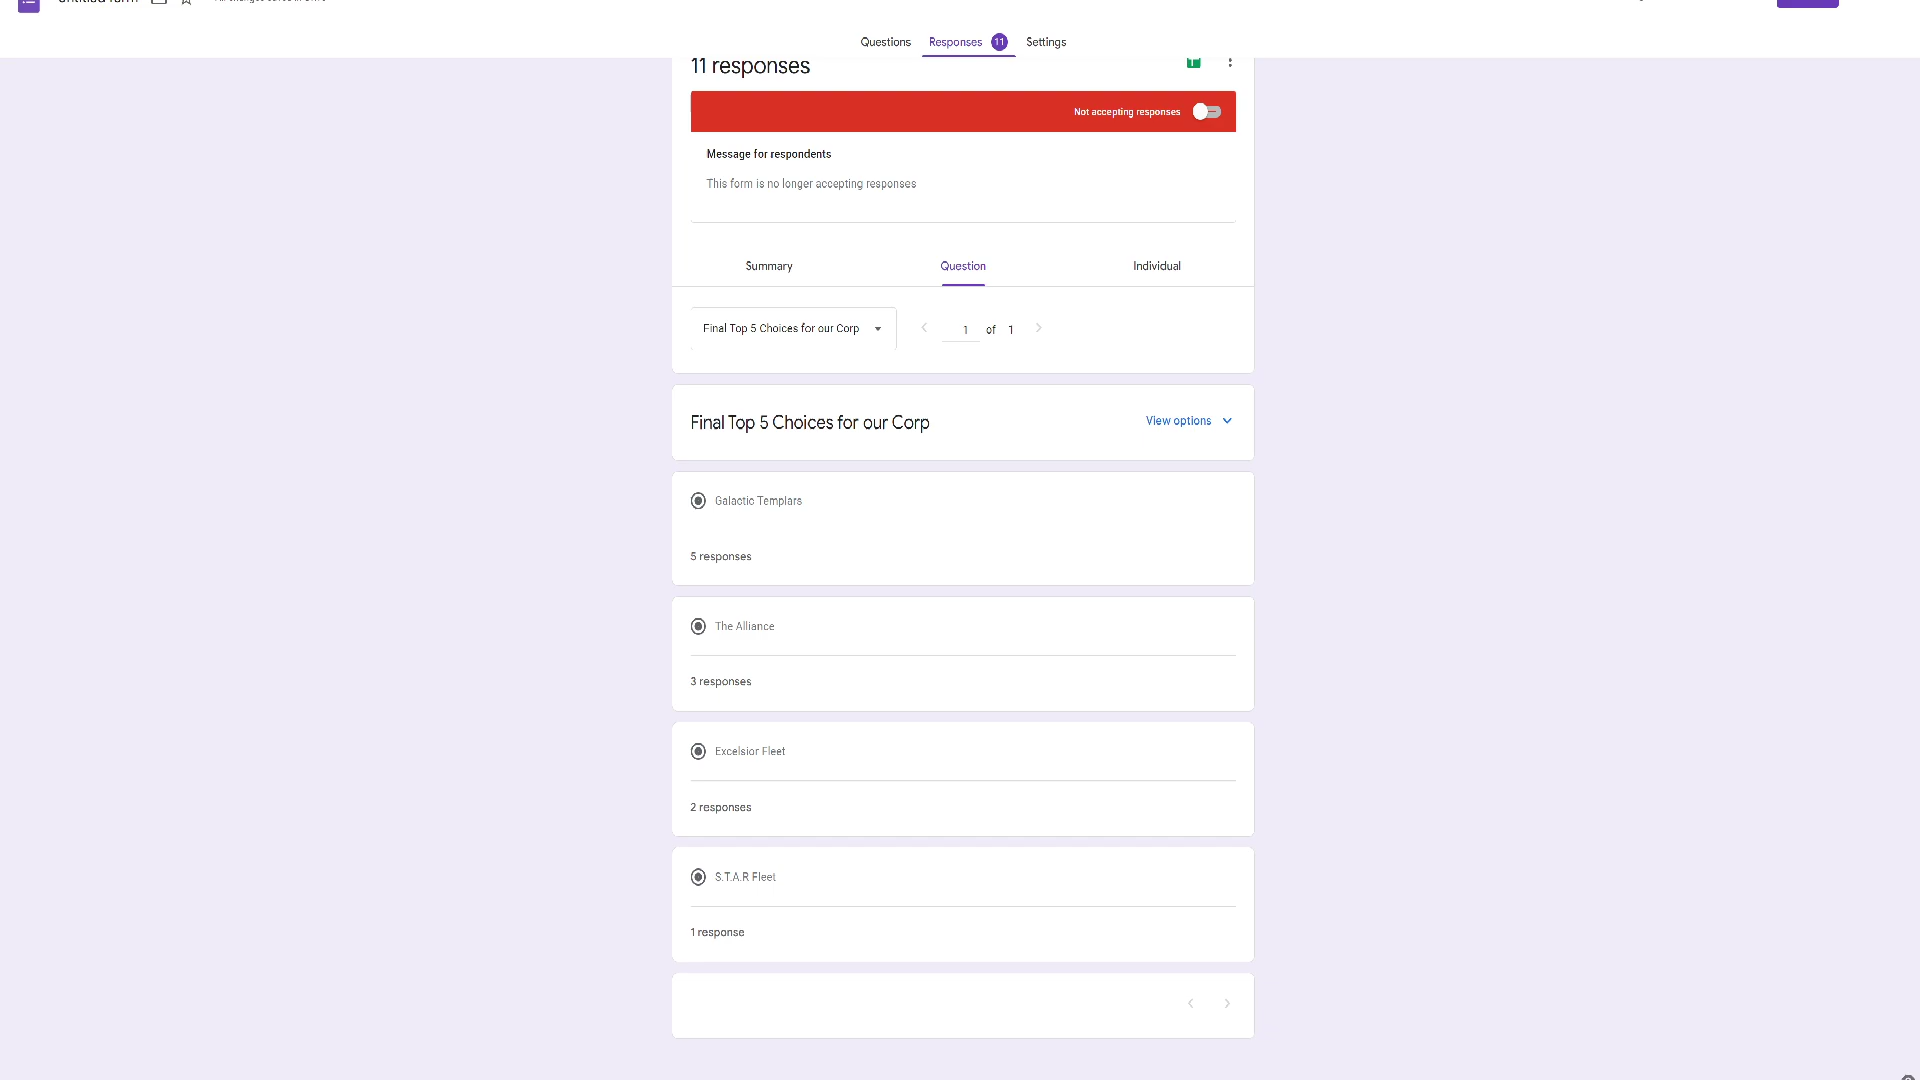 Questions
Responses 11
Settings
11 responses
Not accepting responses
Message for respondents
This form is no longer accepting responses
Summary
Question
Individual
Final Top 5 Choices for our Corp
1 of 1
Final Top 5 Choices for our Corp
View options
Galactic Templars
5 responses
The Alliance
3 responses
Excelsior Fleet
2 responses
S.T.A.R Fleet
1 response